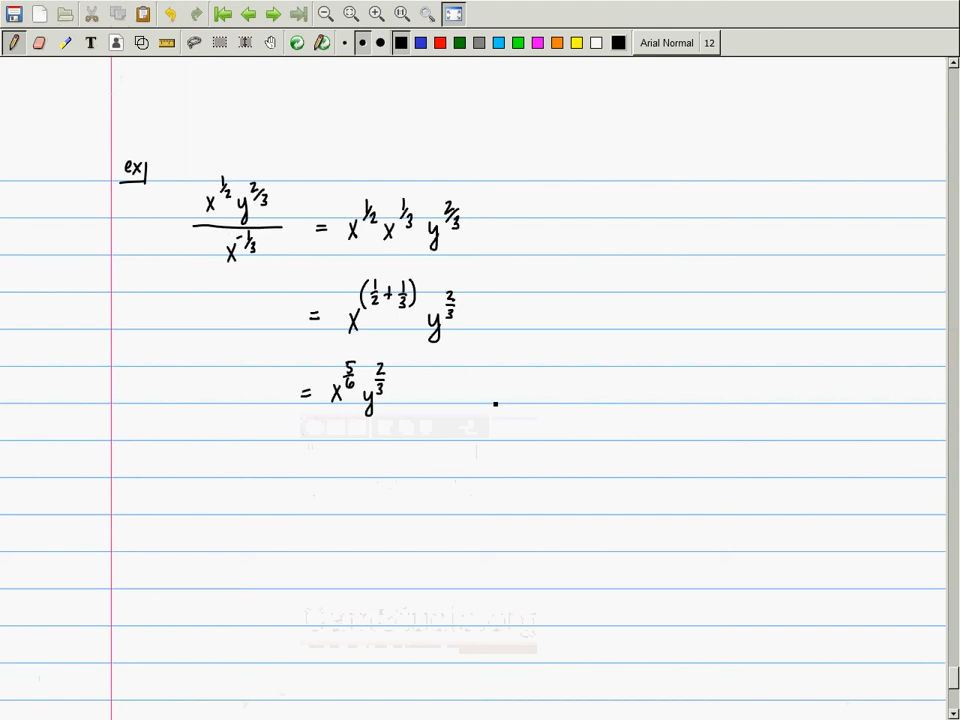 Arial Normal 12
ex
x^{1/2} y^{2/3} / x^{-1/3} = x^{1/2} x^{1/3} y^{2/3}
= x^{(1/2 + 1/3)} y^{2/3}
= x^{5/6} y^{2/3}